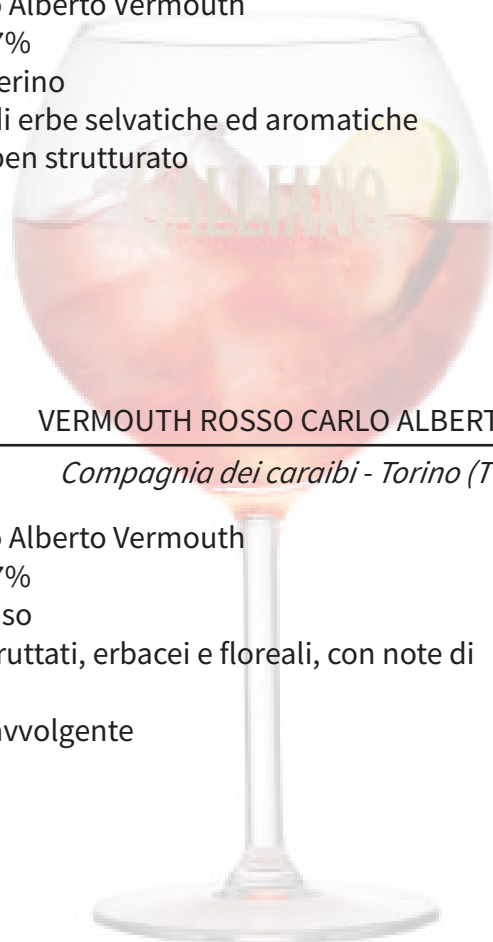 Alberto Vermouth
7%
erino
di erbe selvatiche ed aromatiche
ben strutturato
GALLIANO
VERMOUTH ROSSO CARLO ALBERT
Compagnia dei caraibi - Torino (T
Alberto Vermouth
7%
so
ruttati, erbacei e floreali, con note di
avvolgente